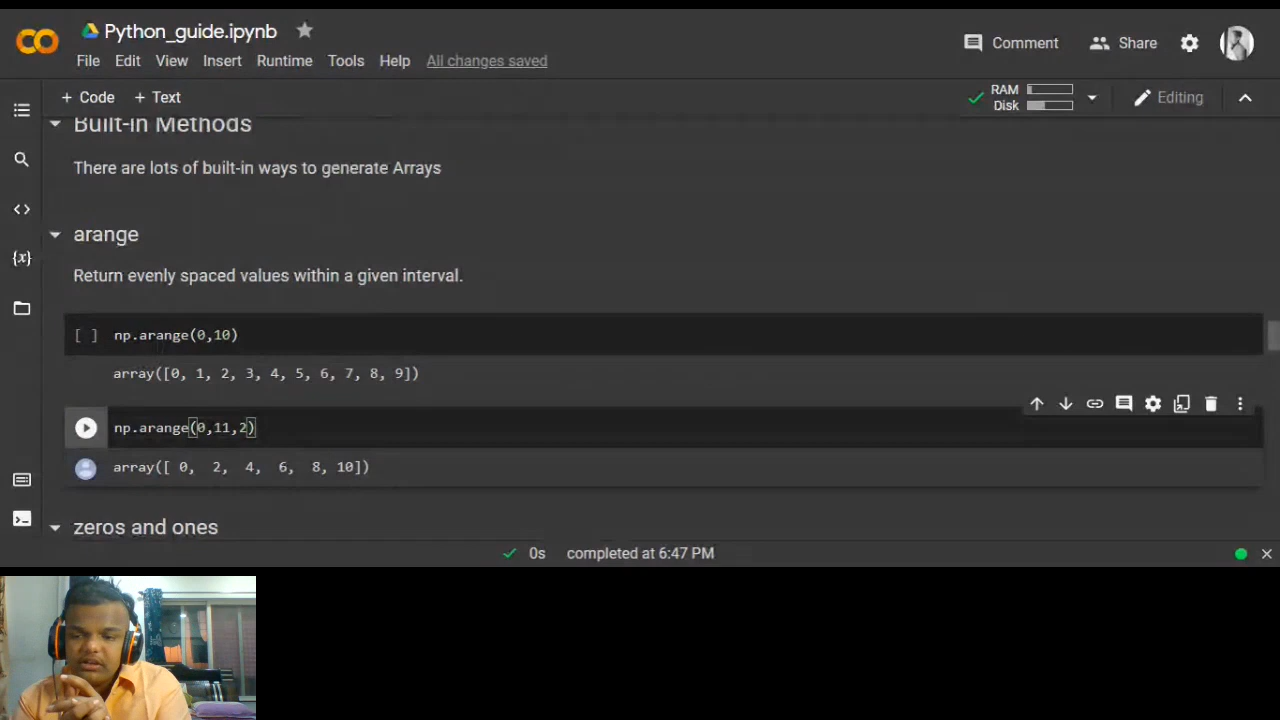 Python_guide.ipynb
File Edit View Insert Runtime Tools Help All changes saved
Comment Share
+ Code + Text
RAM
Disk
Editing
Built-in Methods
There are lots of built-in ways to generate Arrays
arange
Return evenly spaced values within a given interval.
[ ] np.arange(0,10)
array([0, 1, 2, 3, 4, 5, 6, 7, 8, 9])
np.arange(0,11,2)
array([ 0, 2, 4, 6, 8, 10])
zeros and ones
0s completed at 6:47 PM